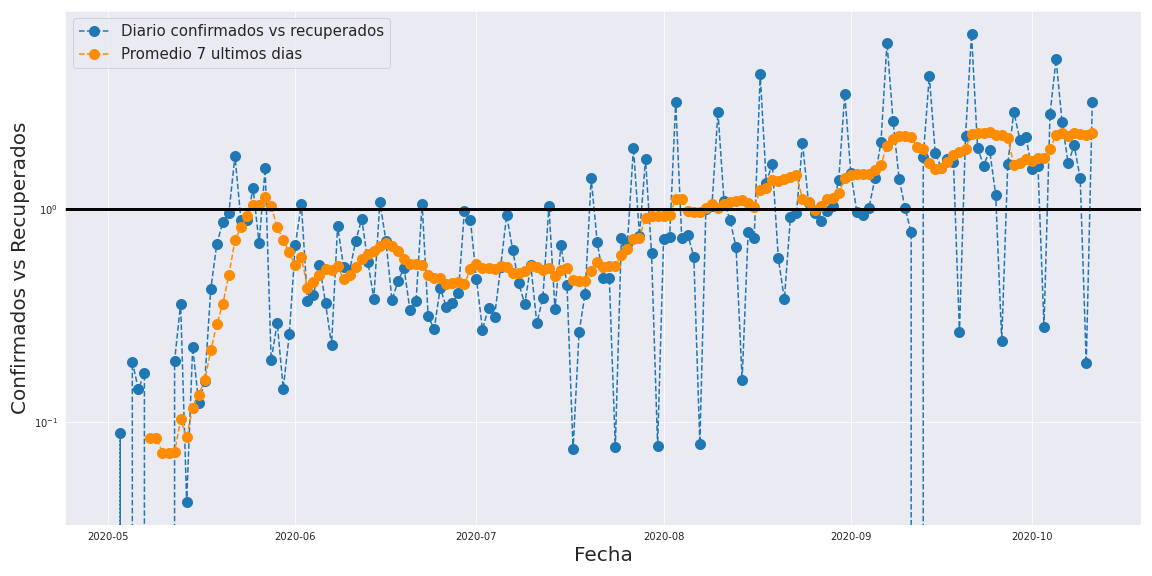 Diario confirmados vs recuperados
Promedio 7 ultimos dias
Confirmados vs Recuperados
10⁰
10⁻¹
2020-05
2020-06
2020-07
2020-08
2020-09
2020-10
Fecha